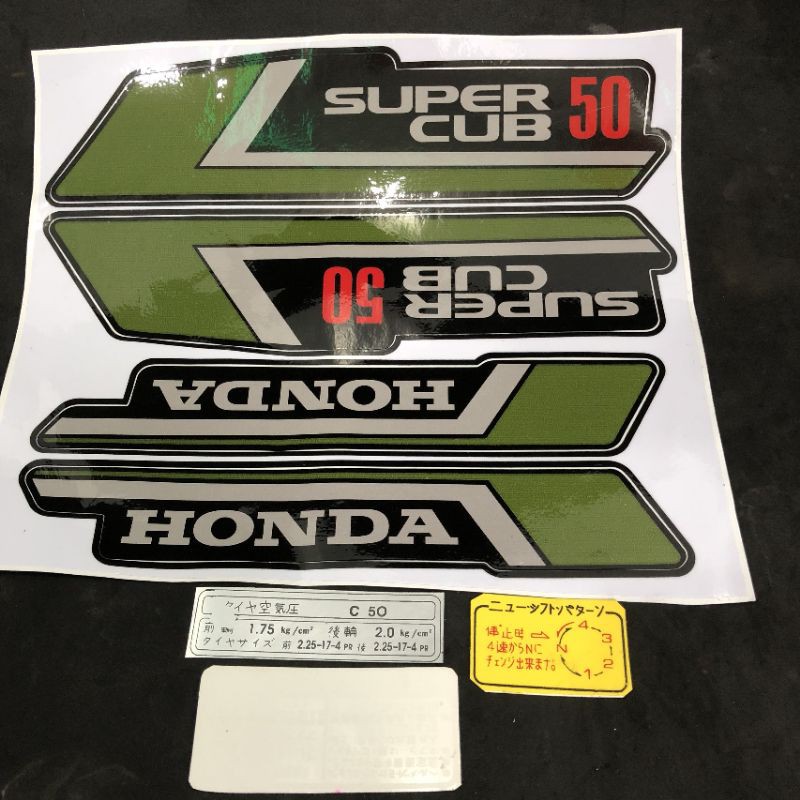 SUPER
CUB 50
SUPER
CUB 50
HONDA
HONDA
タイヤ空気圧 C 50
前輪 1.75 kg/cm² 後輪 2.0 kg/cm²
タイヤサイズ 前 2.25-17-4 PR 後 2.25-17-4 PR
ニューシフトパターン
停止時⇨
4速からNに
チェンジ出来ます。
N 1 2 3 4